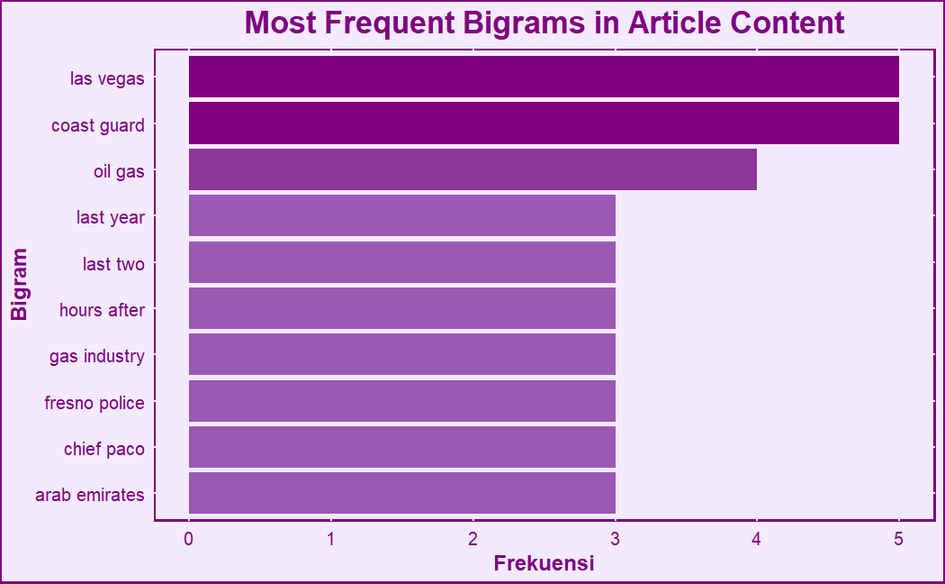 Most Frequent Bigrams in Article Content
Bigram
las vegas
coast guard
oil gas
last year
last two
hours after
gas industry
fresno police
chief paco
arab emirates
0 1 2 3 4 5
Frekuensi